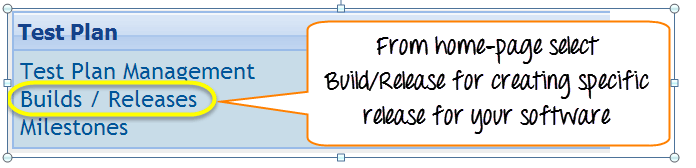 Test Plan
Test Plan Management
Builds / Releases
Milestones
From home-page select
Build/Release for creating specific
release for your software